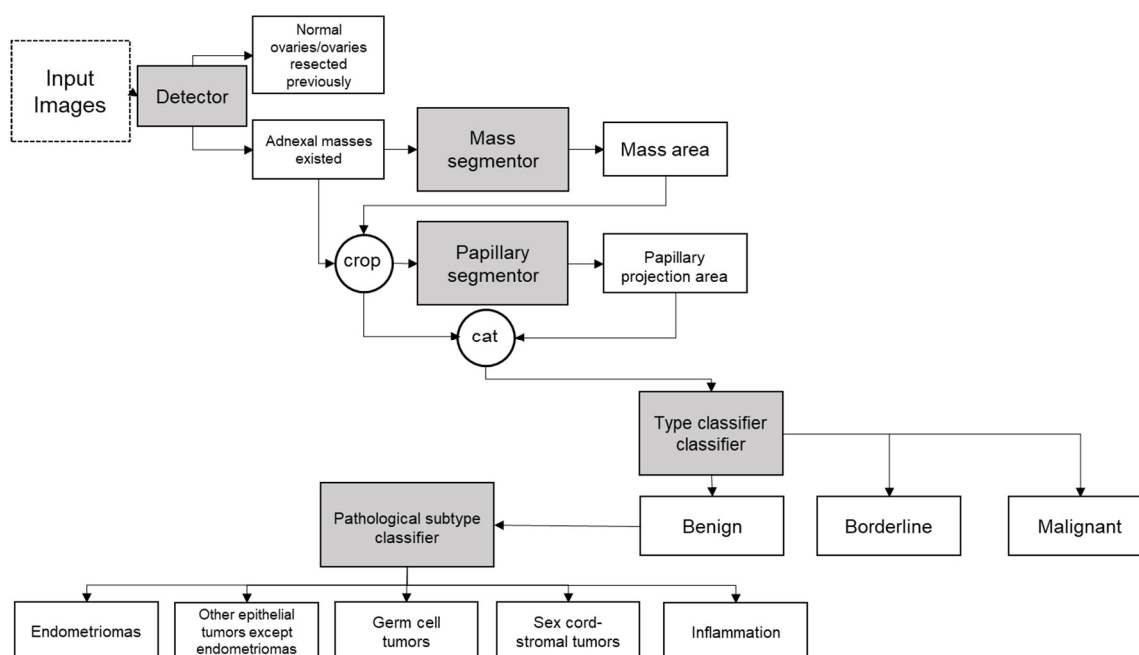 Input
Images
Detector
Normal
ovaries/ovaries
resected
previously
Adnexal masses
existed
Mass
segmentor
Mass area
crop
Papillary
segmentor
Papillary
projection area
cat
Type classifier
classifier
Pathological subtype
classifier
Benign
Borderline
Malignant
Endometriomas
Other epithelial
tumors except
endometriomas
Germ cell
tumors
Sex cord-
stromal tumors
Inflammation